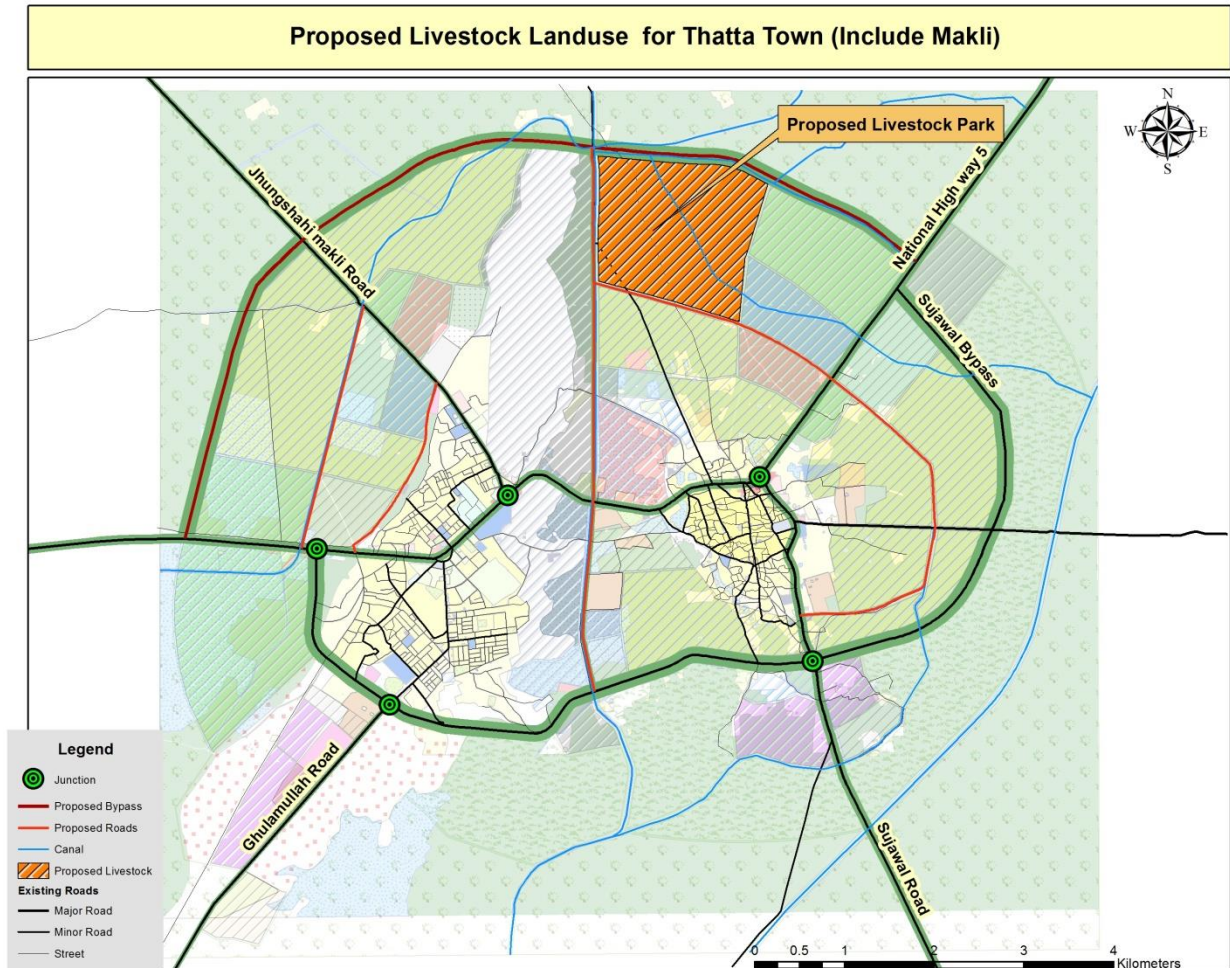 Proposed Livestock Landuse for Thatta Town (Include Makli)
Proposed Livestock Park
N
W E
S
Jhungshahi makli Road
National High way 5
Sujawal Bypass
Ghulamullah Road
Sujawal Road
Legend
Junction
Proposed Bypass
Proposed Roads
Canal
Proposed Livestock
Existing Roads
Major Road
Minor Road
Street
0 0.5 1 2 3 4
Kilometers